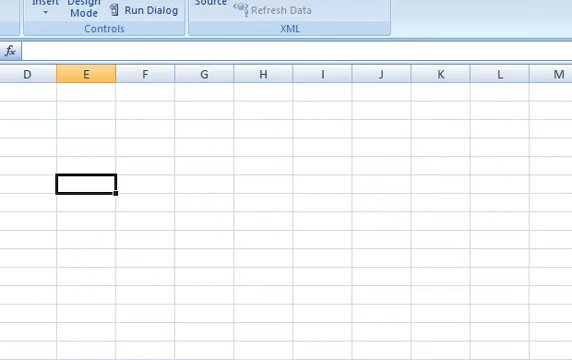 Insert Design Mode Run Dialog Source Refresh Data
Controls XML
fx
D E F G H I J K L M